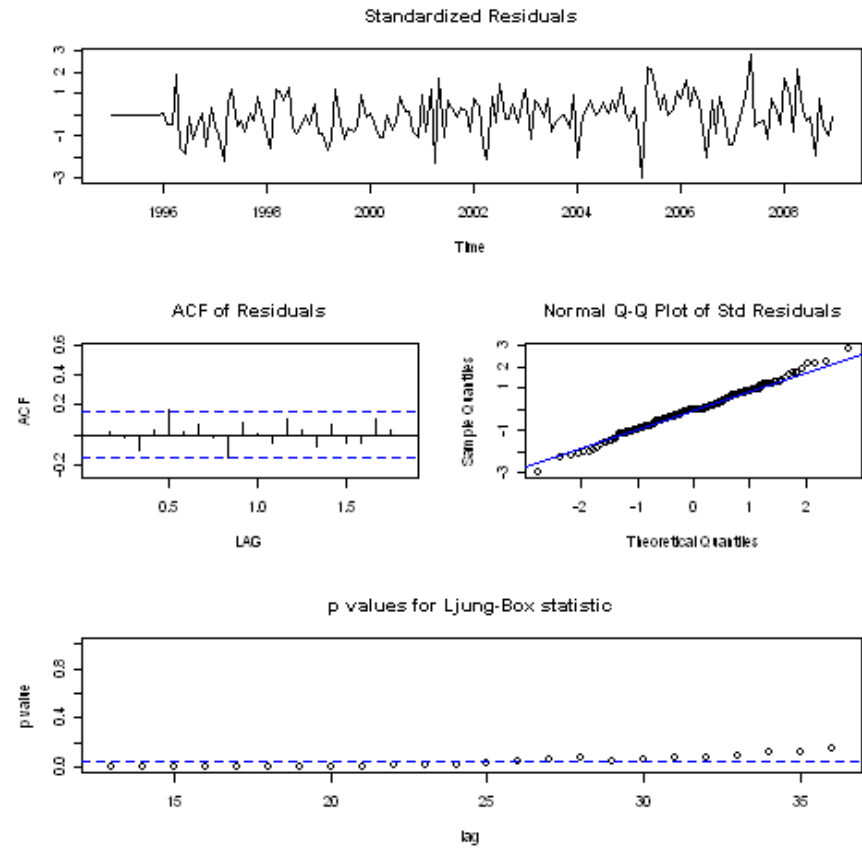 Standardized Residuals
3
2
1
-1
-3
1996 1998 2000 2002 2004 2006 2008
Time
ACF of Residuals
0.6
0.4
0.2
-0.2
ACF
0.5 1.0 1.5
LAG
Normal Q-Q Plot of Std Residuals
3
2
1
-1
-3
Sample Quantiles
-2 -1 0 1 2
Theoretical Quantiles
p values for Ljung-Box statistic
0.8
0.4
0.0
p value
15 20 25 30 35
lag